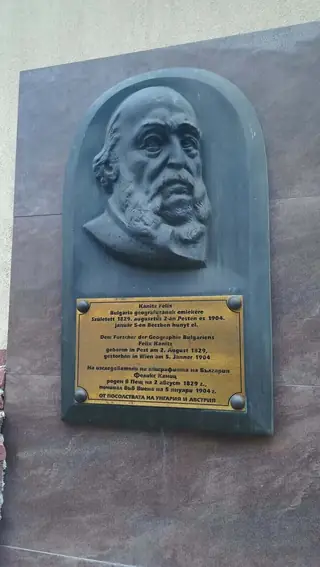 Kanitz Felix
Bulgária geográfusának emlékére
Született 1829. augusztus 2-án Pesten és 1904.
január 5-én Bécsben hunyt el.
Dem Forscher der Geographie Bulgariens
Felix Kanitz
geboren in Pest am 2. August 1829,
gestorben in Wien am 5. Jänner 1904
На изследователя на географията на България
Феликс Каниц
роден в Пещ на 2 август 1829 г.,
починал във Виена на 5 януари 1904 г.
ОТ ПОСОЛСТВАТА НА УНГАРИЯ И АВСТРИЯ